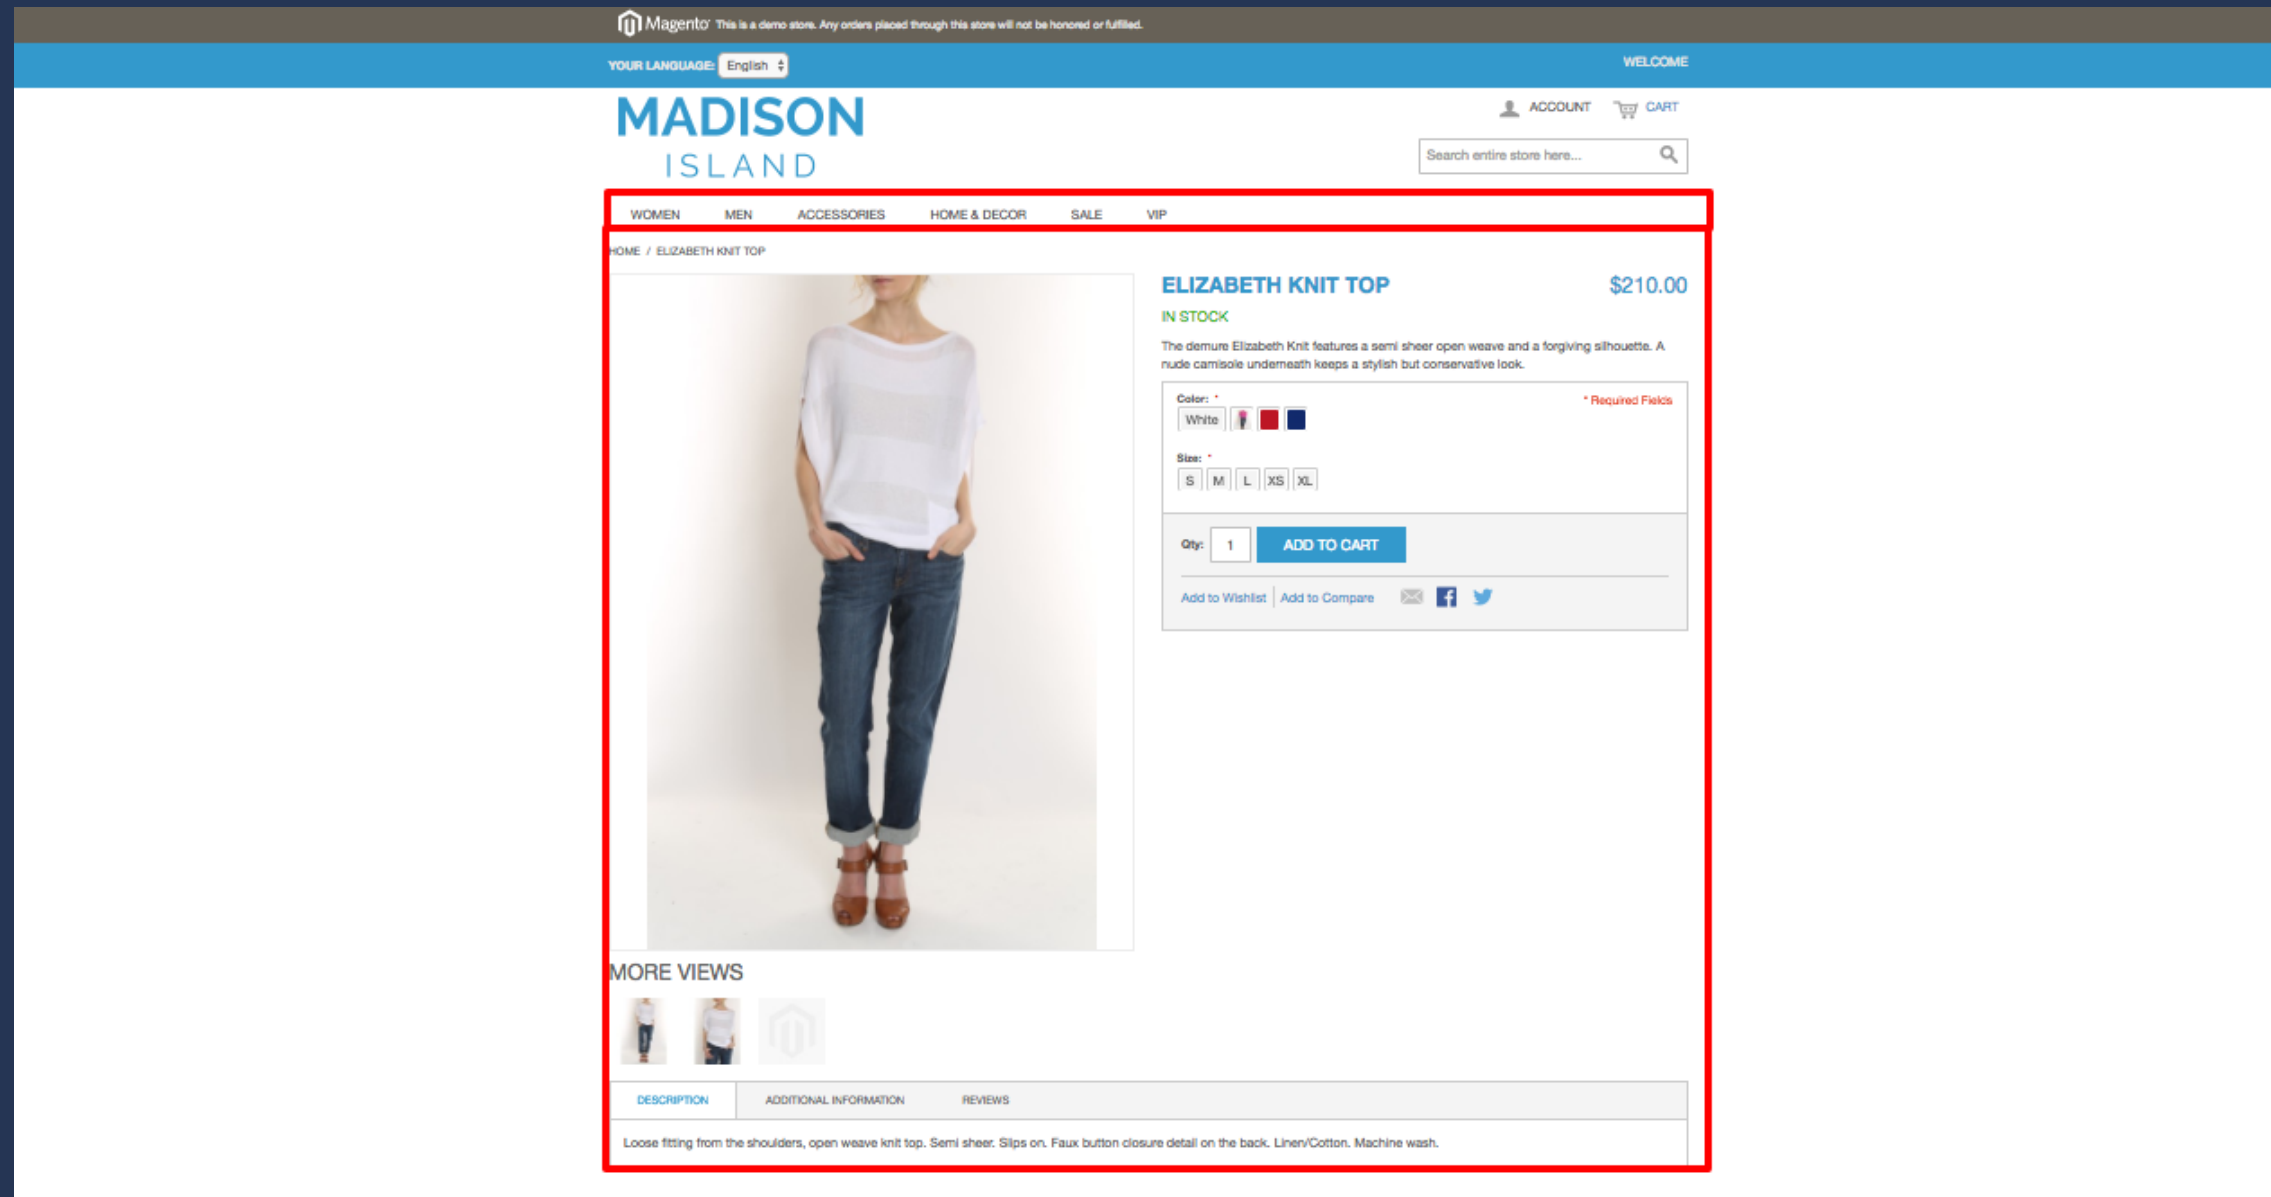 Magento This is a demo store. Any orders placed through this store will not be honored or fulfilled.
YOUR LANGUAGE: English WELCOME
MADISON
ISLAND
ACCOUNT CART
Search entire store here...
WOMEN MEN ACCESSORIES HOME & DECOR SALE VIP
HOME / ELIZABETH KNIT TOP
ELIZABETH KNIT TOP $210.00
IN STOCK
The demure Elizabeth Knit features a semi sheer open weave and a forgiving silhouette. A
nude camisole underneath keeps a stylish but conservative look.
Color: * * Required Fields
White
Size: *
S M L XS XL
Qty: 1 ADD TO CART
Add to Wishlist Add to Compare
MORE VIEWS
DESCRIPTION ADDITIONAL INFORMATION REVIEWS
Loose fitting from the shoulders, open weave knit top. Semi sheer. Slips on. Faux button closure detail on the back. Linen/Cotton. Machine wash.